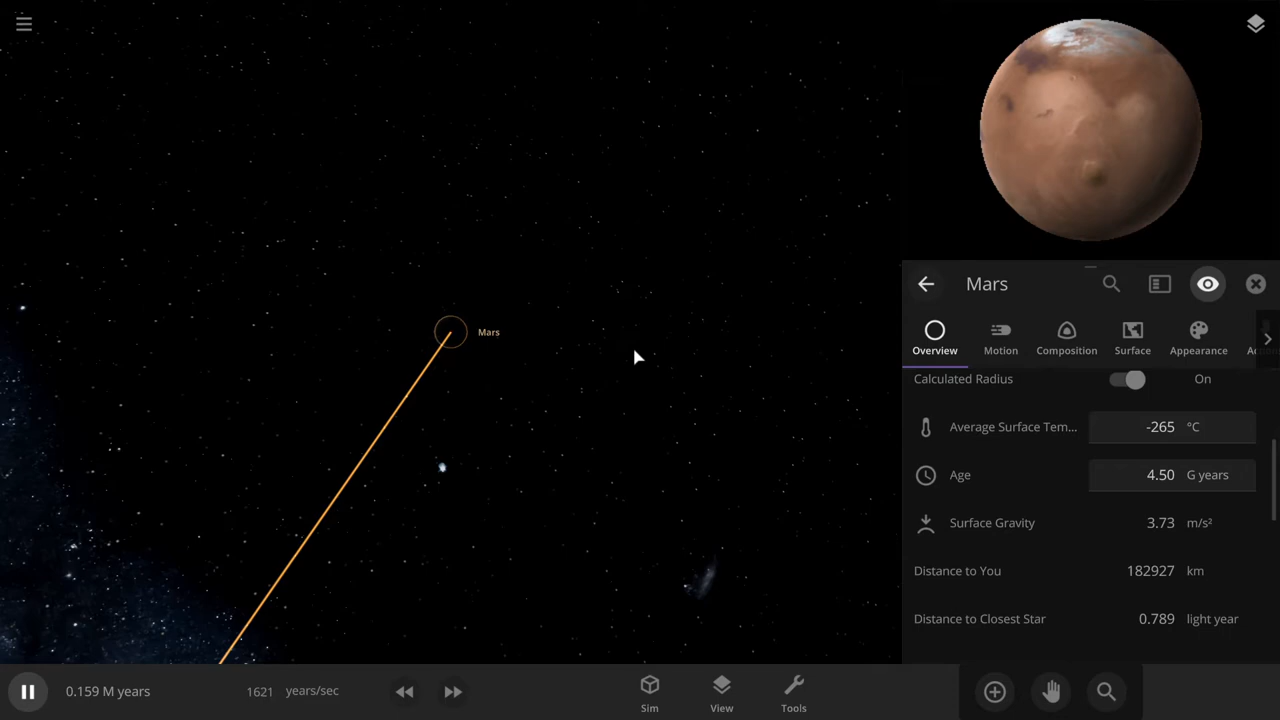 Mars
Mars
Overview
Motion
Composition
Surface
Appearance
Calculated Radius On
Average Surface Tem... -265 °C
Age 4.50 G years
Surface Gravity 3.73 m/s²
Distance to You 182927 km
Distance to Closest Star 0.789 light year
0.159 M years 1621 years/sec
Sim
View
Tools